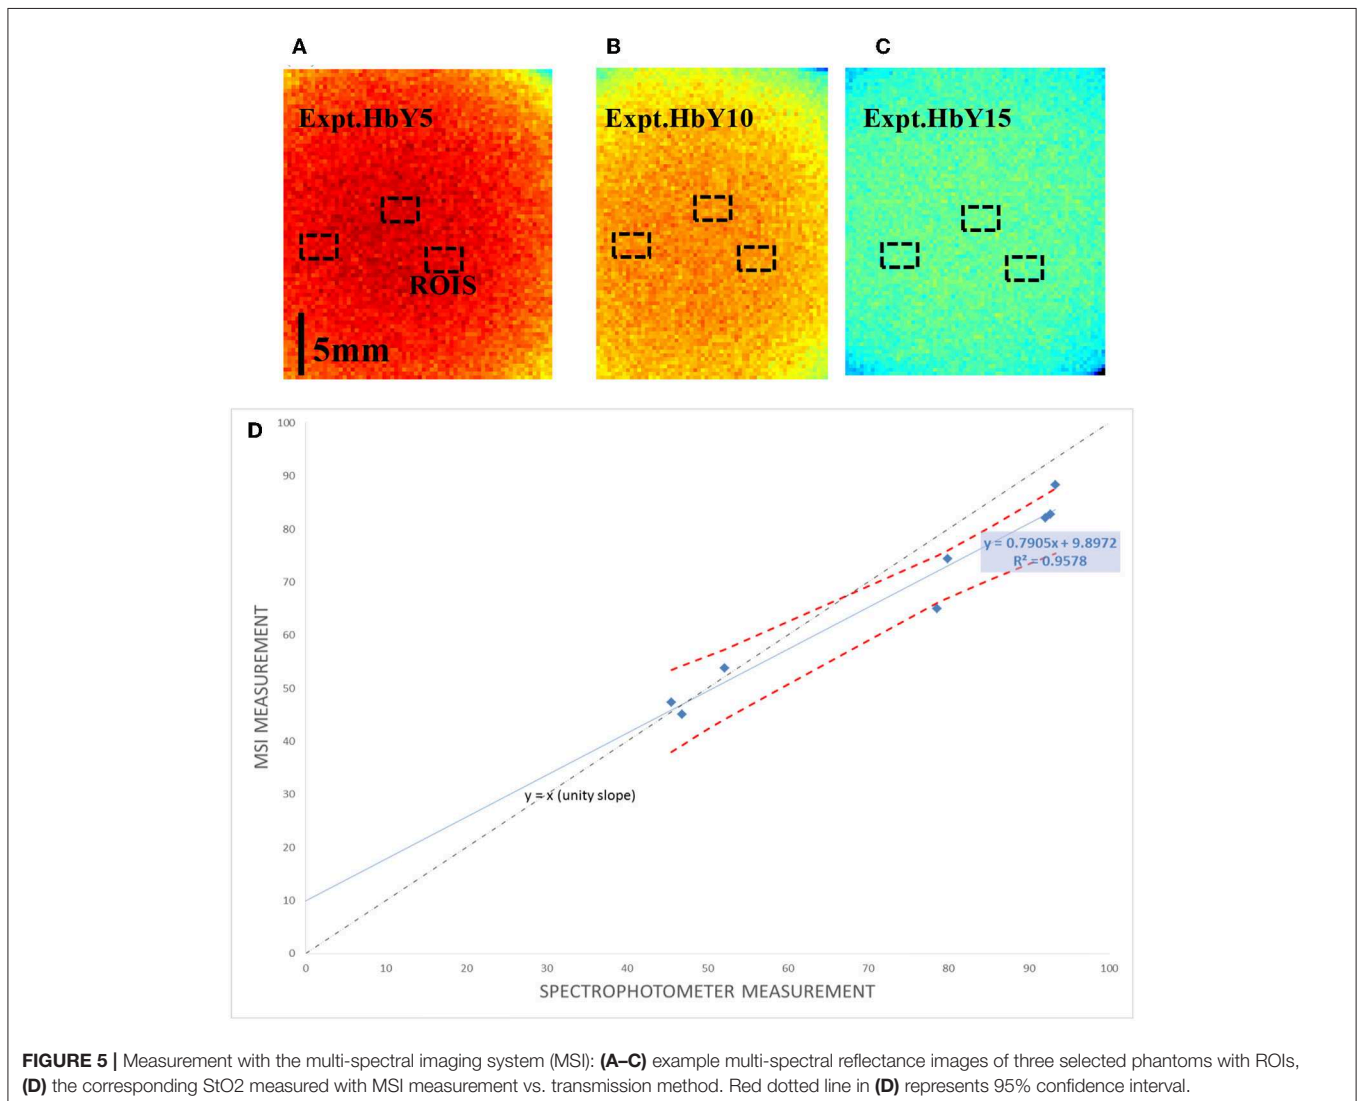 A
B
C
Expt.HbY5
Expt.HbY10
Expt.HbY15
ROIS
5mm
D
100
90
80
70
60
50
40
30
20
10
0
MSI MEASUREMENT
y = 0.7905x + 9.8972
R² = 0.9578
y = x (unity slope)
0 10 20 30 40 50 60 70 80 90 100
SPECTROPHOTOMETER MEASUREMENT
FIGURE 5 | Measurement with the multi-spectral imaging system (MSI): (A–C) example multi-spectral reflectance images of three selected phantoms with ROIs,
(D) the corresponding StO2 measured with MSI measurement vs. transmission method. Red dotted line in (D) represents 95% confidence interval.